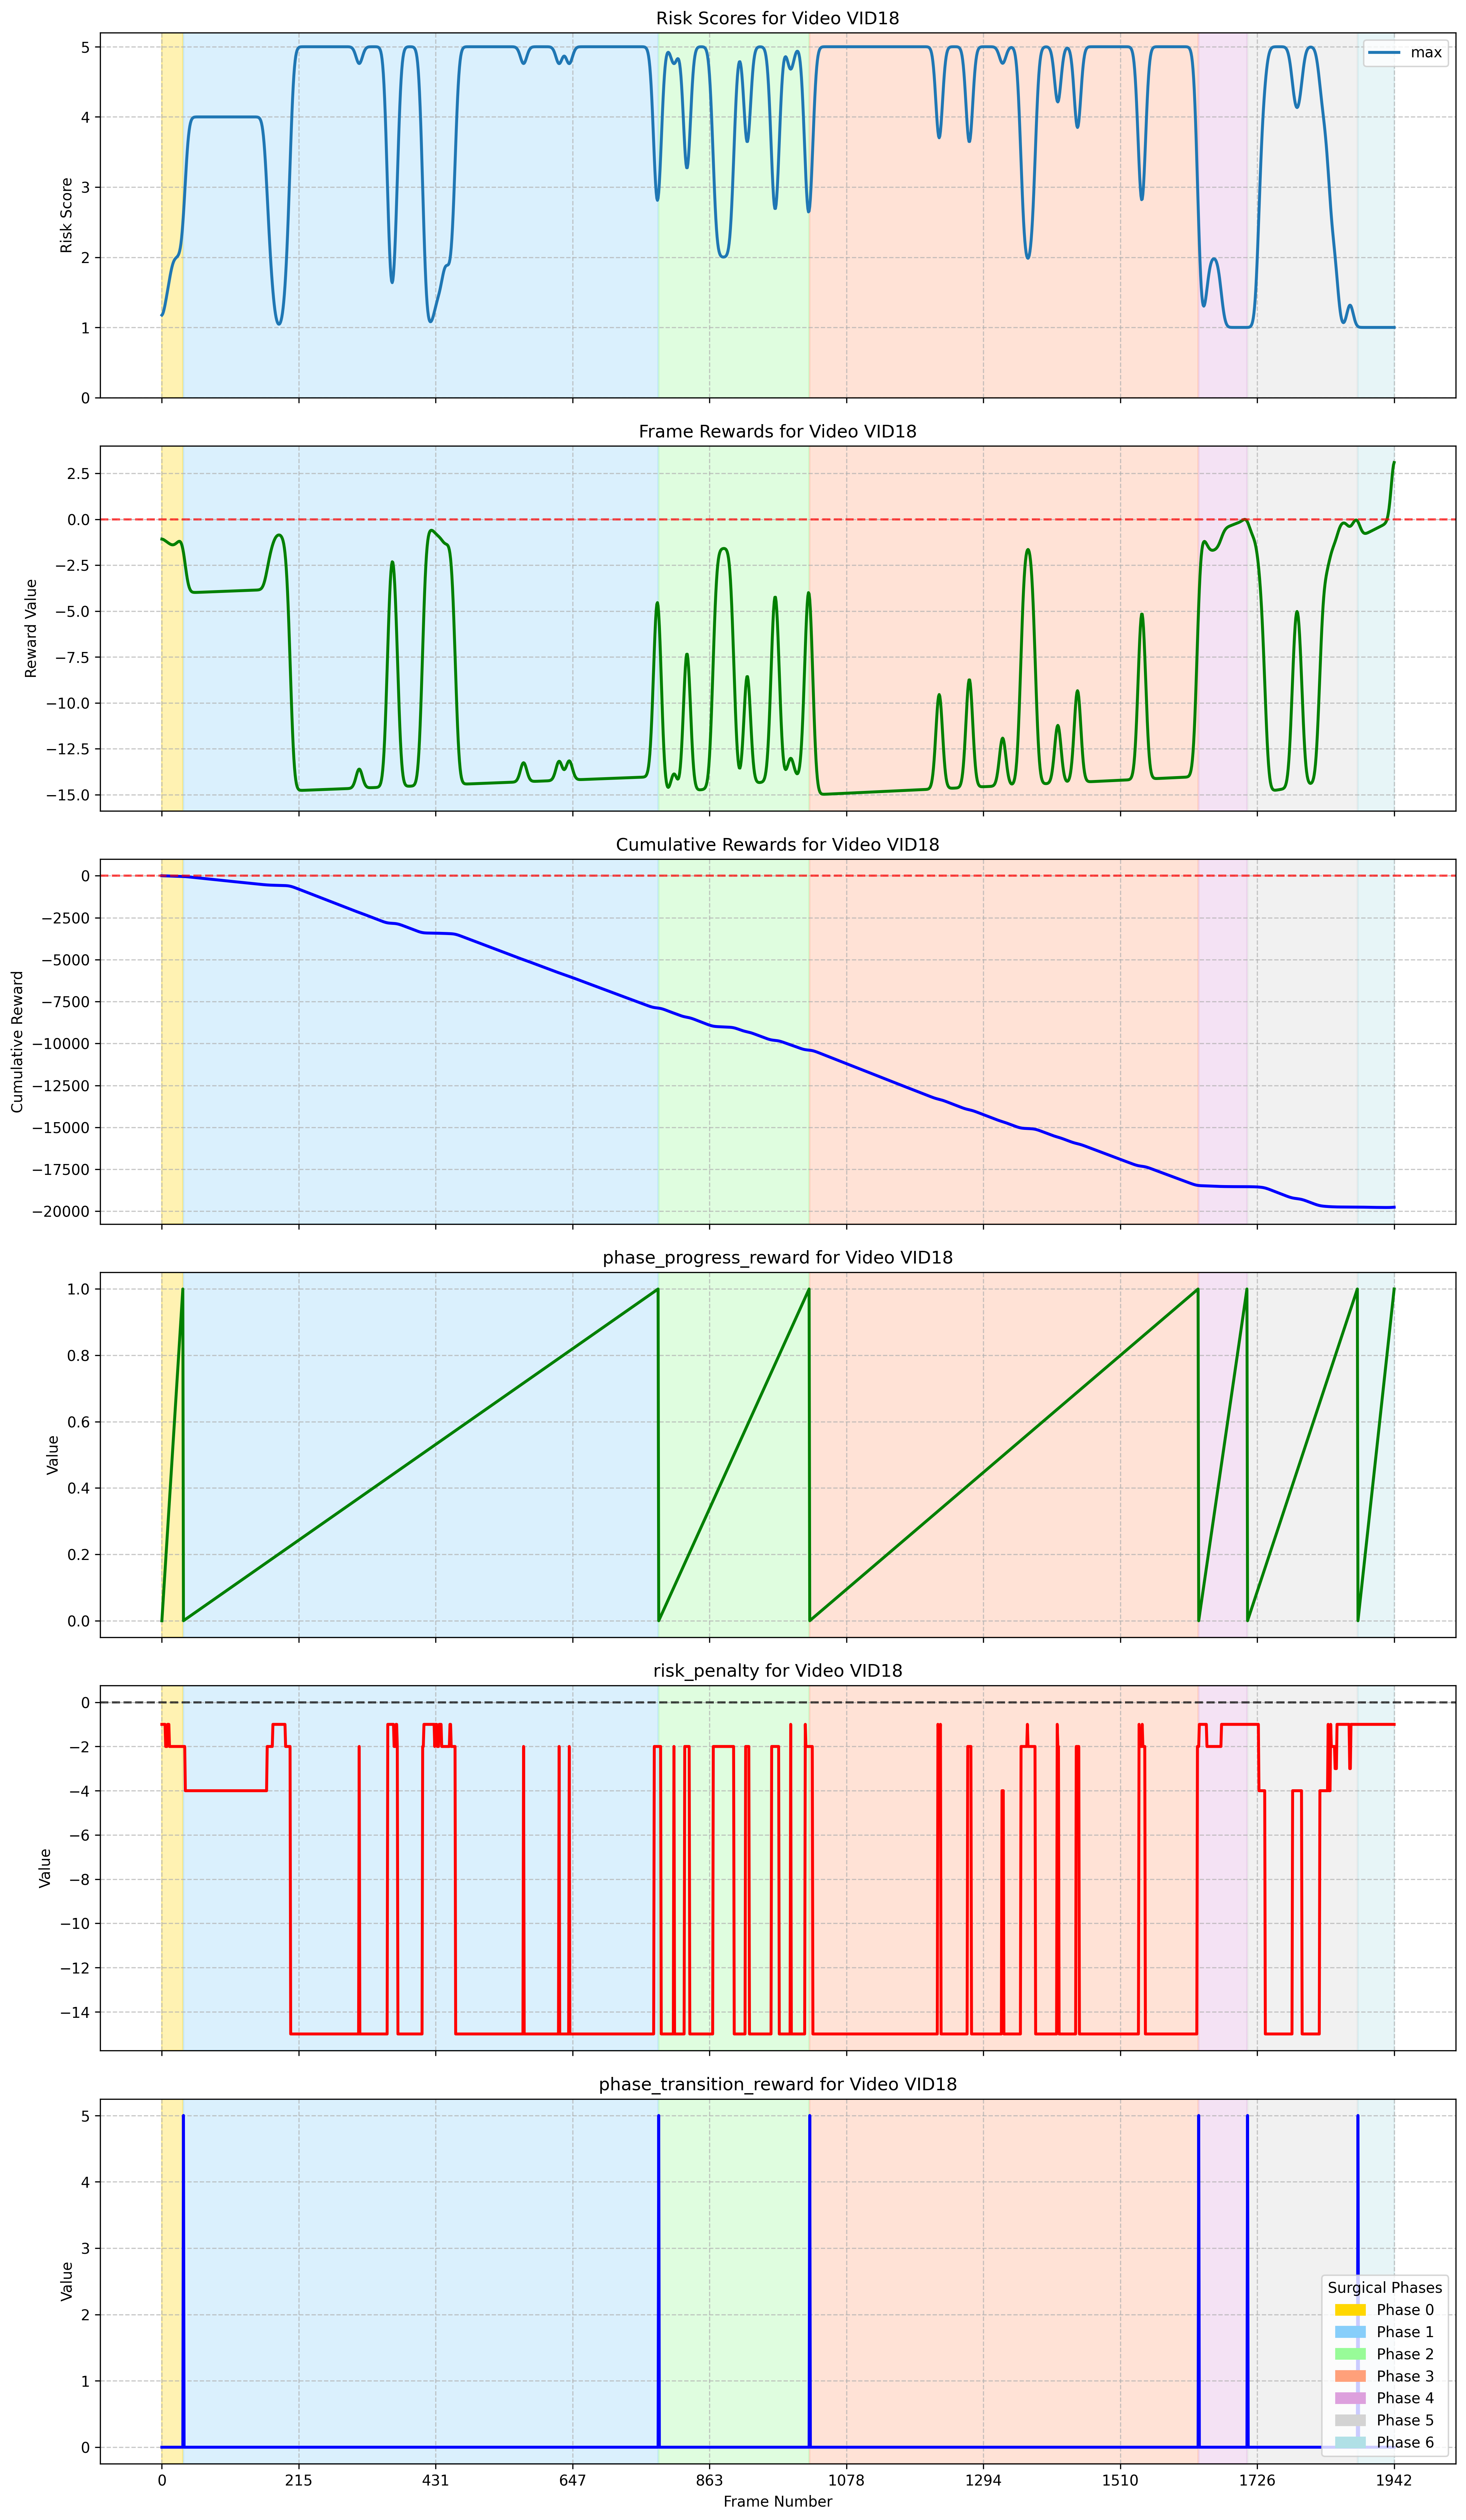 Risk Scores for Video VID18
max
Risk Score
5
4
3
2
1
0
Frame Rewards for Video VID18
Reward Value
2.5
0.0
−2.5
−5.0
−7.5
−10.0
−12.5
−15.0
Cumulative Rewards for Video VID18
Cumulative Reward
0
−2500
−5000
−7500
−10000
−12500
−15000
−17500
−20000
phase_progress_reward for Video VID18
Value
1.0
0.8
0.6
0.4
0.2
0.0
risk_penalty for Video VID18
Value
0
−2
−4
−6
−8
−10
−12
−14
phase_transition_reward for Video VID18
Value
5
4
3
2
1
0
Surgical Phases
Phase 0
Phase 1
Phase 2
Phase 3
Phase 4
Phase 5
Phase 6
0 215 431 647 863 1078 1294 1510 1726 1942
Frame Number